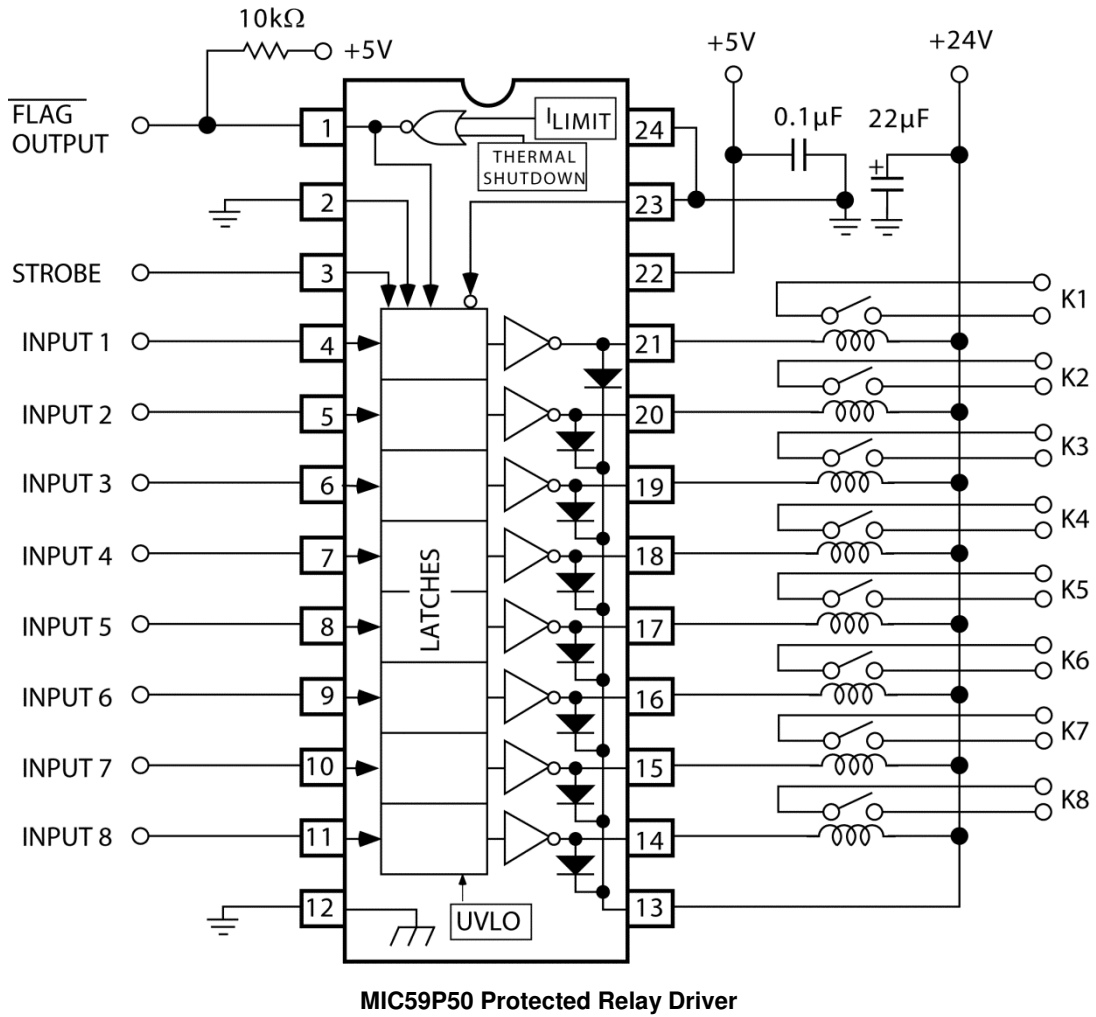 10kΩ
+5V
FLAG
OUTPUT
+5V
+24V
0.1µF
22µF
+
ILIMIT
THERMAL
SHUTDOWN
1
24
2
23
STROBE
3
22
INPUT 1
4
21
K1
INPUT 2
5
20
K2
INPUT 3
6
19
K3
INPUT 4
7
18
K4
LATCHES
INPUT 5
8
17
K5
INPUT 6
9
16
K6
INPUT 7
10
15
K7
INPUT 8
11
14
K8
12
13
UVLO
MIC59P50 Protected Relay Driver